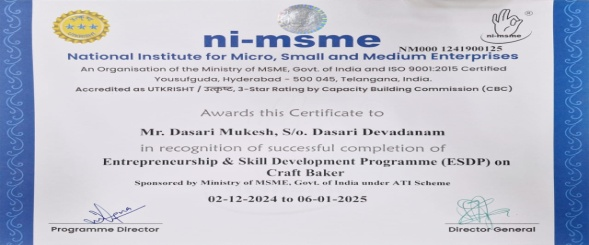 ni-msme
ni-msme
NM000 1241900125
National Institute for Micro, Small and Medium Enterprises
An Organisation of the Ministry of MSME, Govt. of India and ISO 9001:2015 Certified
Yousufguda, Hyderabad - 500 045, Telangana, India.
Accredited as UTKRISHT / उत्कृष्ट, 3-Star Rating by Capacity Building Commission (CBC)
Awards this Certificate to
Mr. Dasari Mukesh, S/o. Dasari Devadanam
in recognition of successful completion of
Entrepreneurship & Skill Development Programme (ESDP) on
Craft Baker
Sponsored by Ministry of MSME, Govt. of India under ATI Scheme
02-12-2024 to 06-01-2025
Programme Director
Director General